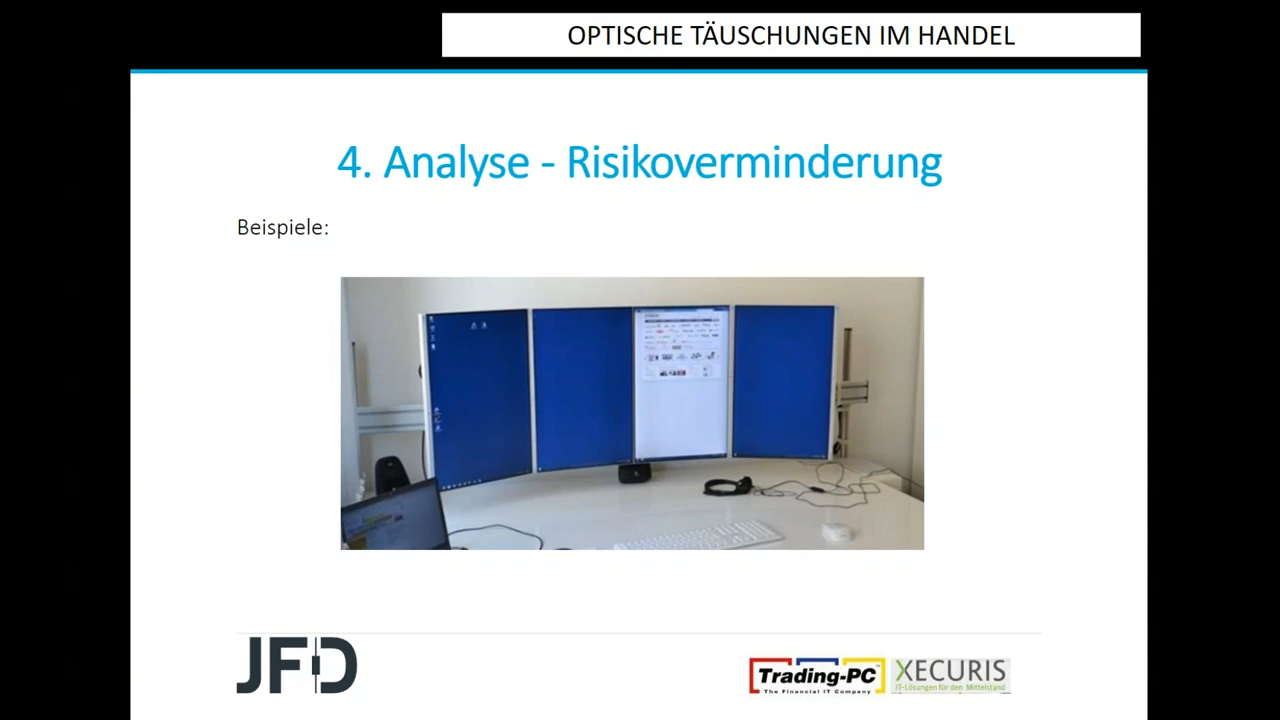 OPTISCHE TÄUSCHUNGEN IM HANDEL
4. Analyse - Risikoverminderung
Beispiele:
JFD
Trading-PC™
The Financial IT Company
XECURIS
IT-Lösungen für den Mittelstand